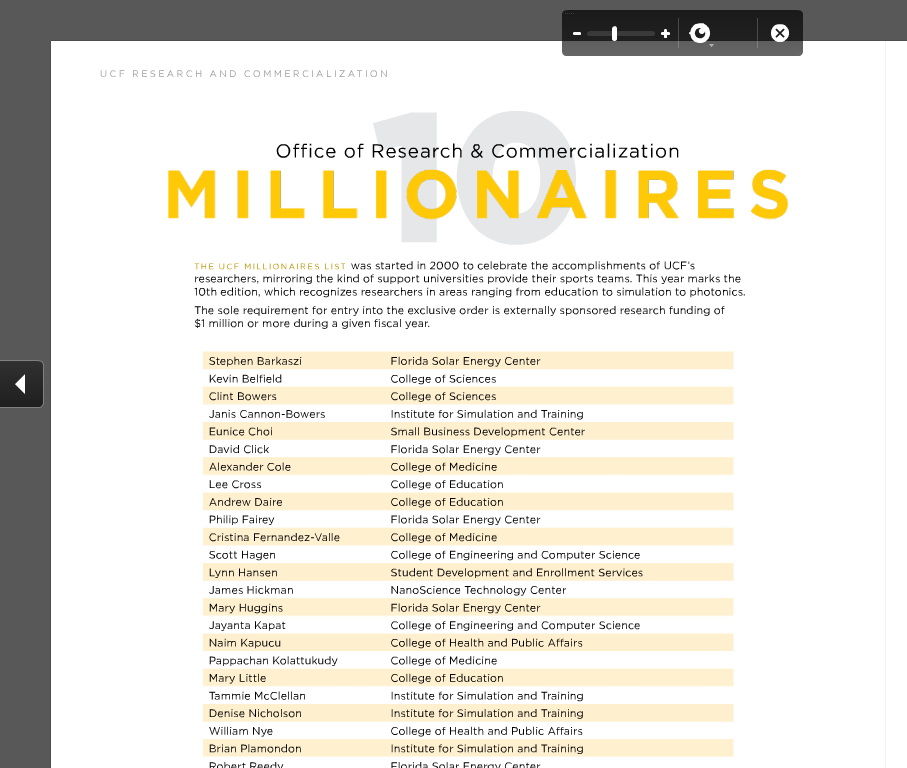 UCF RESEARCH AND COMMERCIALIZATION
10
Office of Research & Commercialization
MILLIONAIRES
THE UCF MILLIONAIRES LIST was started in 2000 to celebrate the accomplishments of UCF's
researchers, mirroring the kind of support universities provide their sports teams. This year marks the
10th edition, which recognizes researchers in areas ranging from education to simulation to photonics.
The sole requirement for entry into the exclusive order is externally sponsored research funding of
$1 million or more during a given fiscal year.
Stephen Barkaszi Florida Solar Energy Center
Kevin Belfield College of Sciences
Clint Bowers College of Sciences
Janis Cannon-Bowers Institute for Simulation and Training
Eunice Choi Small Business Development Center
David Click Florida Solar Energy Center
Alexander Cole College of Medicine
Lee Cross College of Education
Andrew Daire College of Education
Philip Fairey Florida Solar Energy Center
Cristina Fernandez-Valle College of Medicine
Scott Hagen College of Engineering and Computer Science
Lynn Hansen Student Development and Enrollment Services
James Hickman NanoScience Technology Center
Mary Huggins Florida Solar Energy Center
Jayanta Kapat College of Engineering and Computer Science
Naim Kapucu College of Health and Public Affairs
Pappachan Kolattukudy College of Medicine
Mary Little College of Education
Tammie McClellan Institute for Simulation and Training
Denise Nicholson Institute for Simulation and Training
William Nye College of Health and Public Affairs
Brian Plamondon Institute for Simulation and Training
Robert Reedy Florida Solar Energy Center